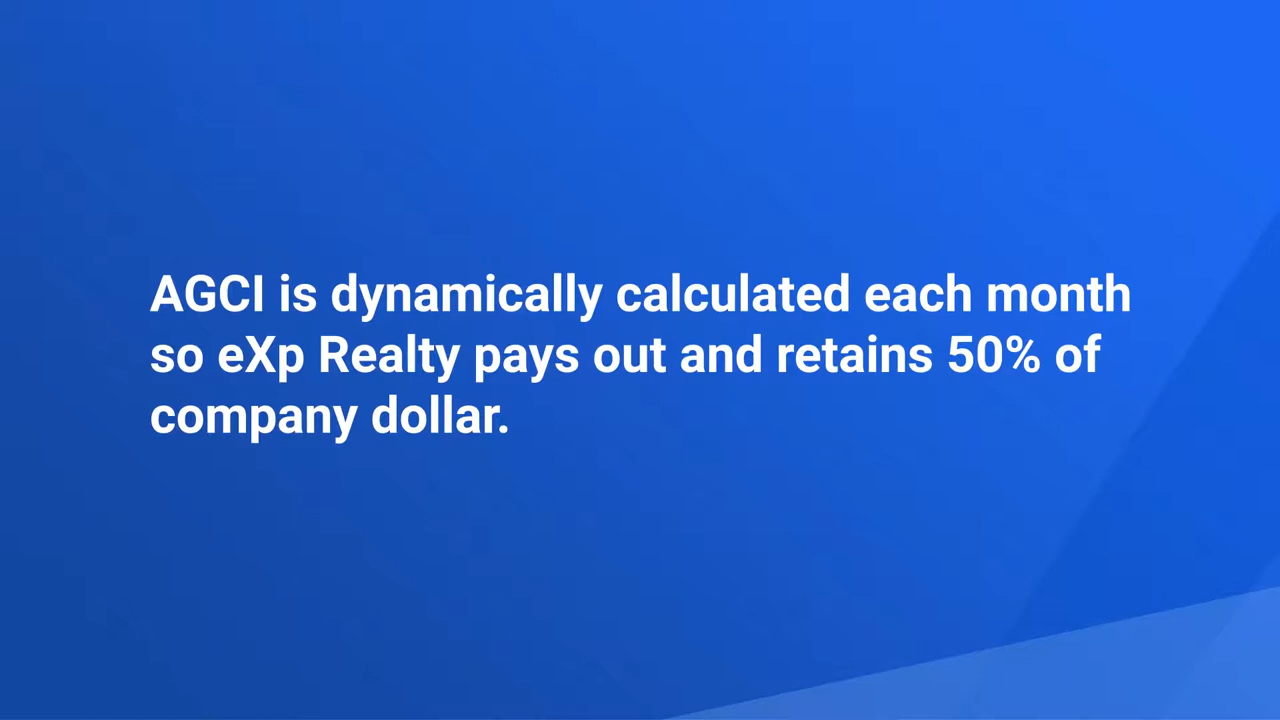 AGCI is dynamically calculated each month
so eXp Realty pays out and retains 50% of
company dollar.